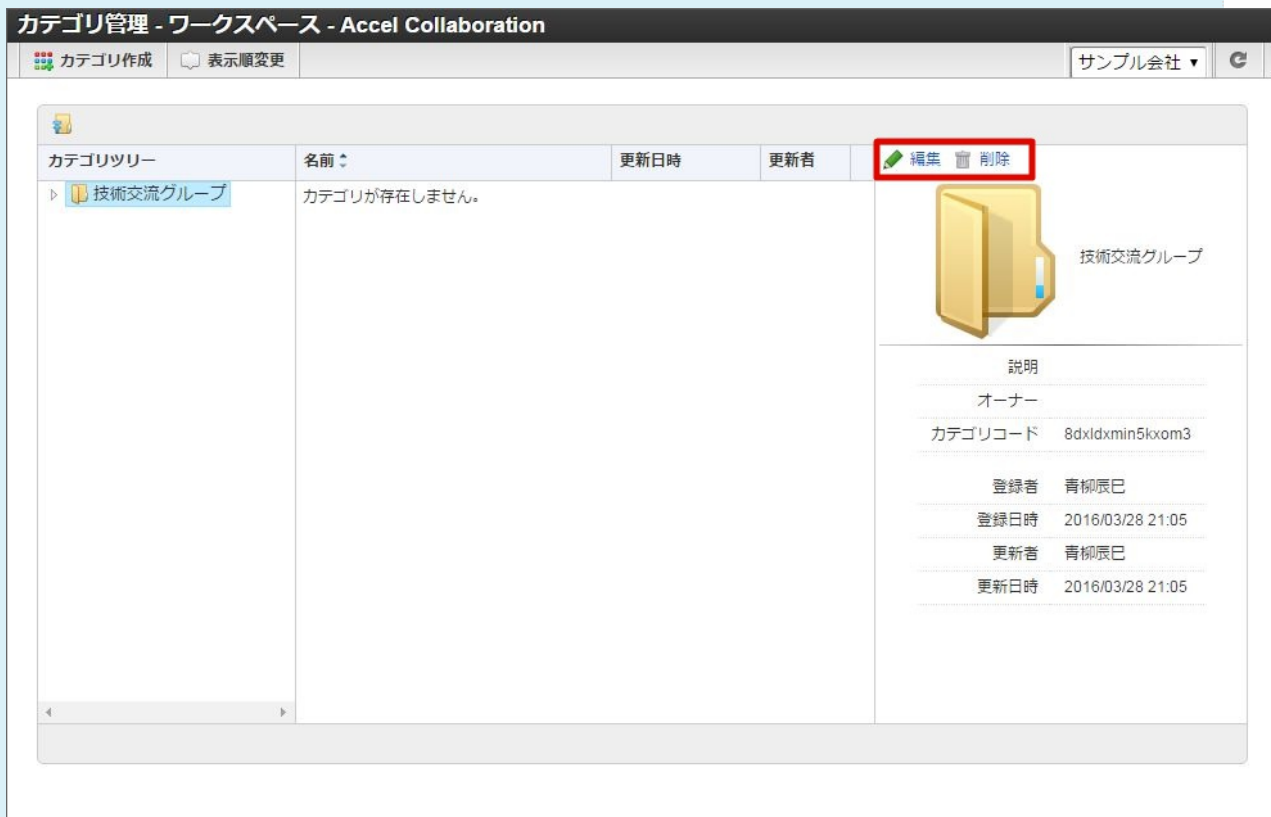 カテゴリ管理 - ワークスペース - Accel Collaboration
カテゴリ作成 表示順変更 サンプル会社
カテゴリツリー 名前 更新日時 更新者 編集 削除
技術交流グループ カテゴリが存在しません。
技術交流グループ
説明
オーナー
カテゴリコード 8dxldxmin5kxom3
登録者 青柳辰巳
登録日時 2016/03/28 21:05
更新者 青柳辰巳
更新日時 2016/03/28 21:05